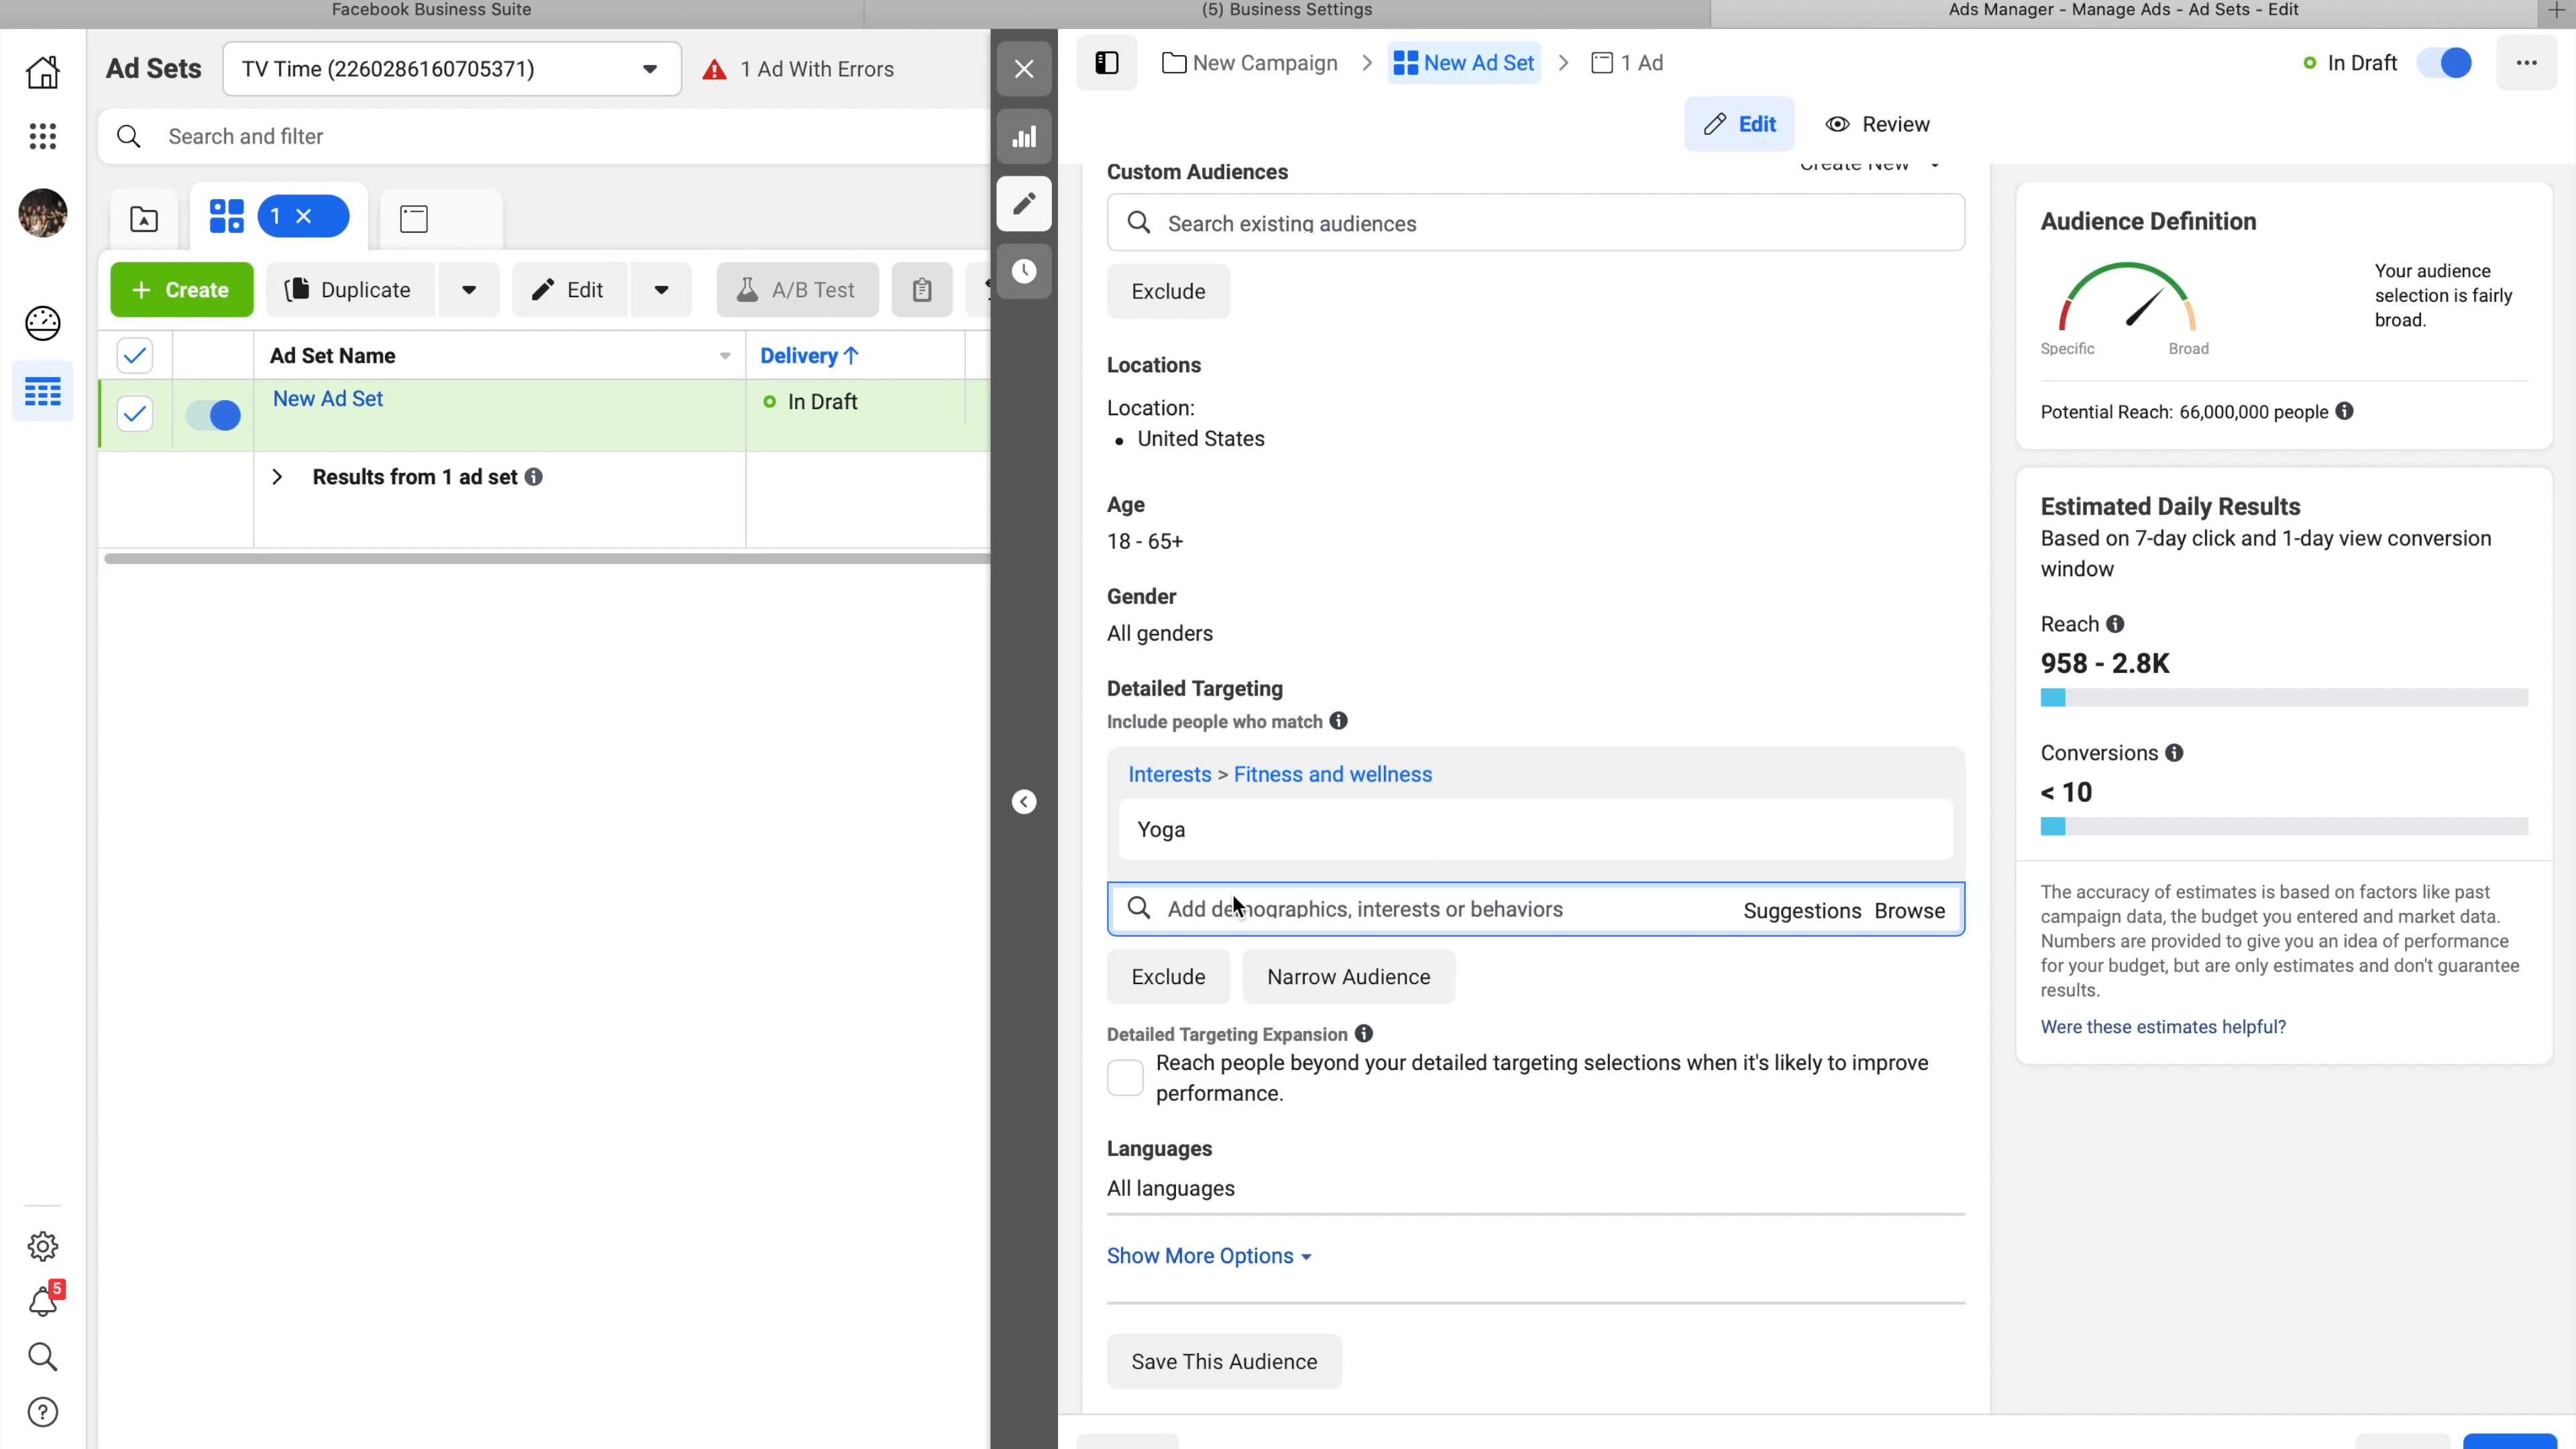 Facebook Business Suite
(5) Business Settings
Ads Manager - Manage Ads - Ad Sets - Edit
Ad Sets
TV Time (2260286160705371)
1 Ad With Errors
Search and filter
1
Create
Duplicate
Edit
A/B Test
Ad Set Name
Delivery
New Ad Set
In Draft
Results from 1 ad set
5
New Campaign
New Ad Set
1 Ad
In Draft
Edit
Review
Custom Audiences
Create New
Search existing audiences
Exclude
Locations
Location:
United States
Age
18 - 65+
Gender
All genders
Detailed Targeting
Include people who match
Interests > Fitness and wellness
Yoga
Add demographics, interests or behaviors
Suggestions
Browse
Exclude
Narrow Audience
Detailed Targeting Expansion
Reach people beyond your detailed targeting selections when it's likely to improve
performance.
Languages
All languages
Show More Options
Save This Audience
Audience Definition
Your audience
selection is fairly
broad.
Specific
Broad
Potential Reach: 66,000,000 people
Estimated Daily Results
Based on 7-day click and 1-day view conversion
window
Reach
958 - 2.8K
Conversions
< 10
The accuracy of estimates is based on factors like past
campaign data, the budget you entered and market data.
Numbers are provided to give you an idea of performance
for your budget, but are only estimates and don't guarantee
results.
Were these estimates helpful?